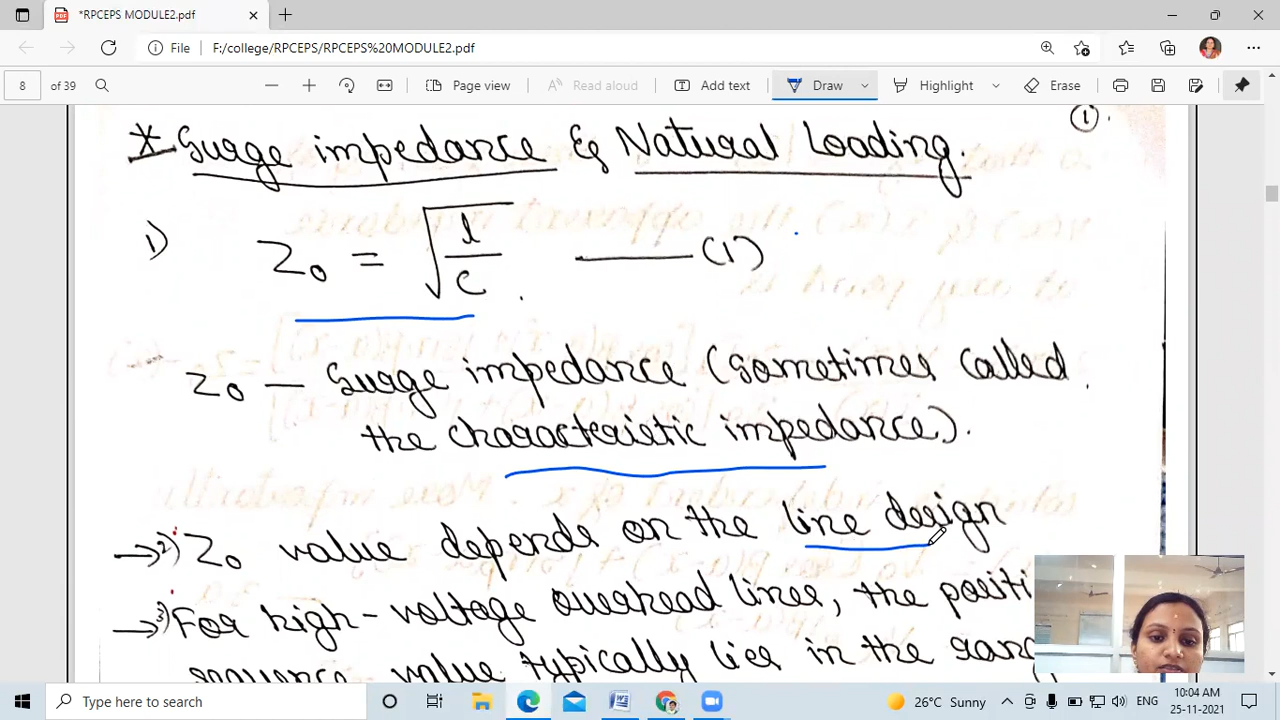 *RPCEPS MODULE2.pdf
File F:/college/RPCEPS/RPCEPS%20MODULE2.pdf
8 of 39 Page view Read aloud Add text Draw Highlight Erase
(1).
* Surge impedance & Natural Loading.
1) Z0 = √l/c ——— (1)
Z0 — Surge impedance (sometimes called
the characteristic impedance).
→ 2) Z0 value depends on the line design
→ 3) For high-voltage overhead lines, the positi
sequence value typically lies in the
Type here to search
26°C Sunny ENG 10:04 AM
25-11-2021